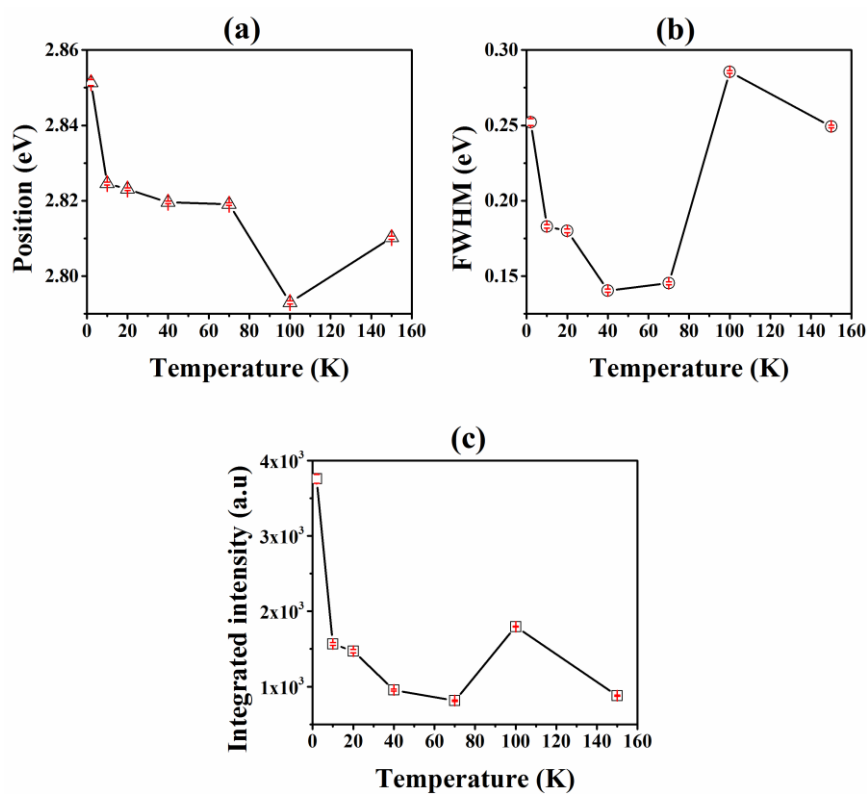 (a)
2.86
2.84
2.82
2.80
Position (eV)
0 20 40 60 80 100 120 140 160
Temperature (K)
(b)
0.30
0.25
0.20
0.15
FWHM (eV)
0 20 40 60 80 100 120 140 160
Temperature (K)
(c)
4x10³
3x10³
2x10³
1x10³
Integrated intensity (a.u)
0 20 40 60 80 100 120 140 160
Temperature (K)